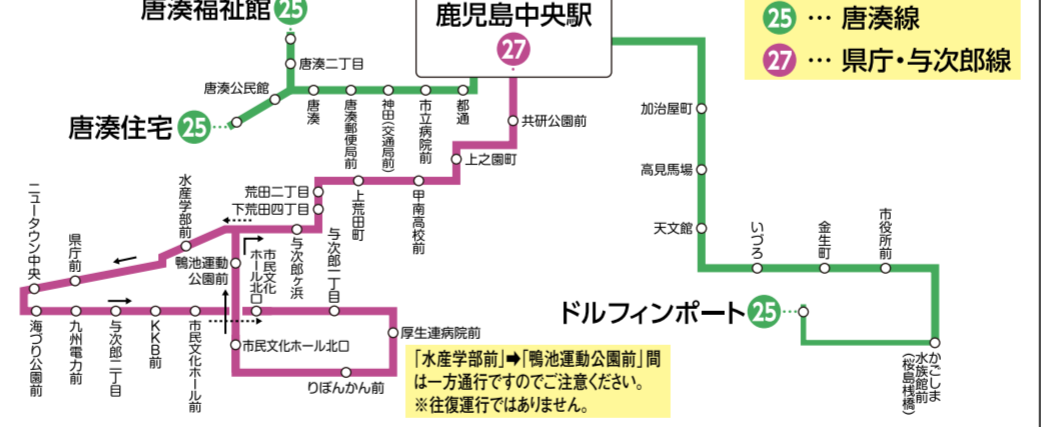 唐湊福祉館 25
鹿児島中央駅
27
25 … 唐湊線
27 … 県庁・与次郎線
唐湊二丁目
唐湊公民館
唐湊住宅 25
唐湊
唐湊郵便局前
神田(交通局前)
市立病院前
都通
共研公園前
上之園町
甲南高校前
上荒田町
荒田二丁目
下荒田四丁目
与次郎ヶ浜
水産学部前
県庁前
ニュータウン中央
海づり公園前
九州電力前
与次郎二丁目
KKB前
市民文化ホール前
鴨池運動
公園前
市民文化
ホール北口
与次郎一丁目
厚生連病院前
市民文化ホール北口
りぼんかん前
加治屋町
高見馬場
天文館
いづろ
金生町
市役所前
ドルフィンポート 25
かごしま
水族館前
(桜島桟橋)
「水産学部前」➡「鴨池運動公園前」間
は一方通行ですのでご注意ください。
※往復運行ではありません。